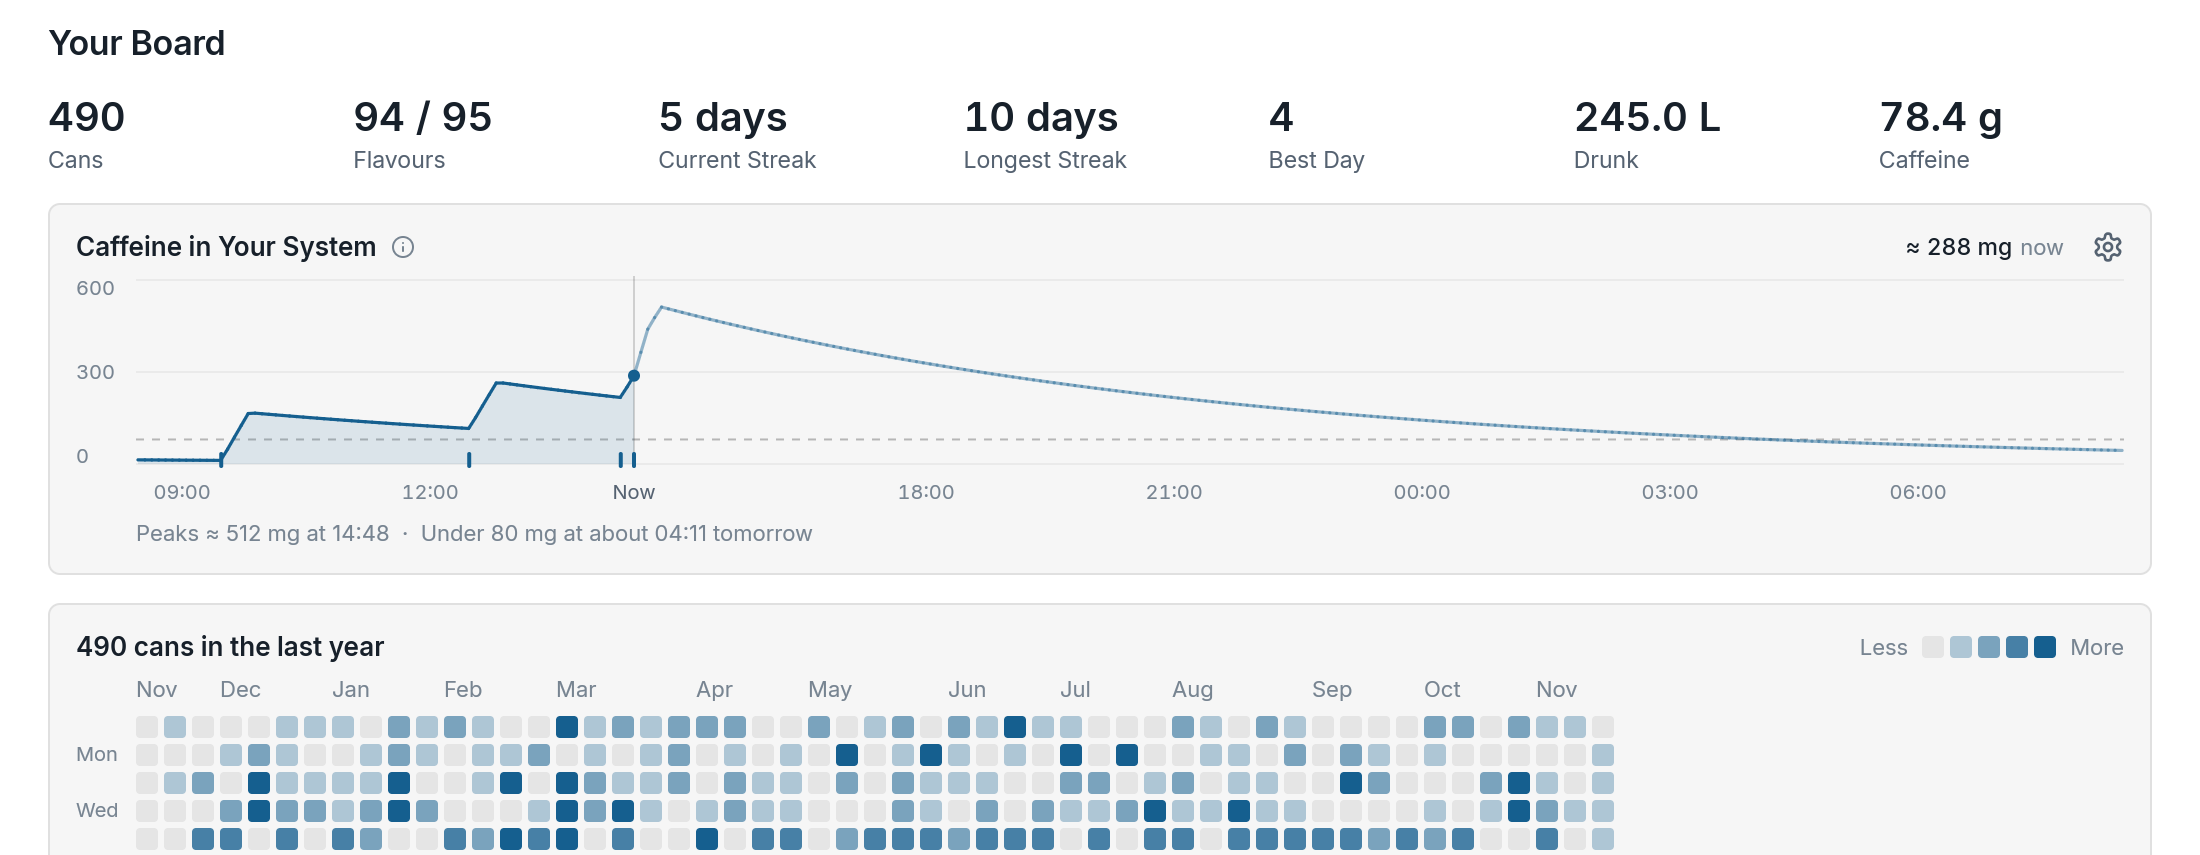 Your Board
490 94 / 95 5 days 10 days 4 245.0 L 78.4 g
Cans Flavours Current Streak Longest Streak Best Day Drunk Caffeine
Caffeine in Your System ≈ 288 mg now
600
300
0
09:00 12:00 Now 18:00 21:00 00:00 03:00 06:00
Peaks ≈ 512 mg at 14:48 · Under 80 mg at about 04:11 tomorrow
490 cans in the last year Less More
Nov Dec Jan Feb Mar Apr May Jun Jul Aug Sep Oct Nov
Mon
Wed